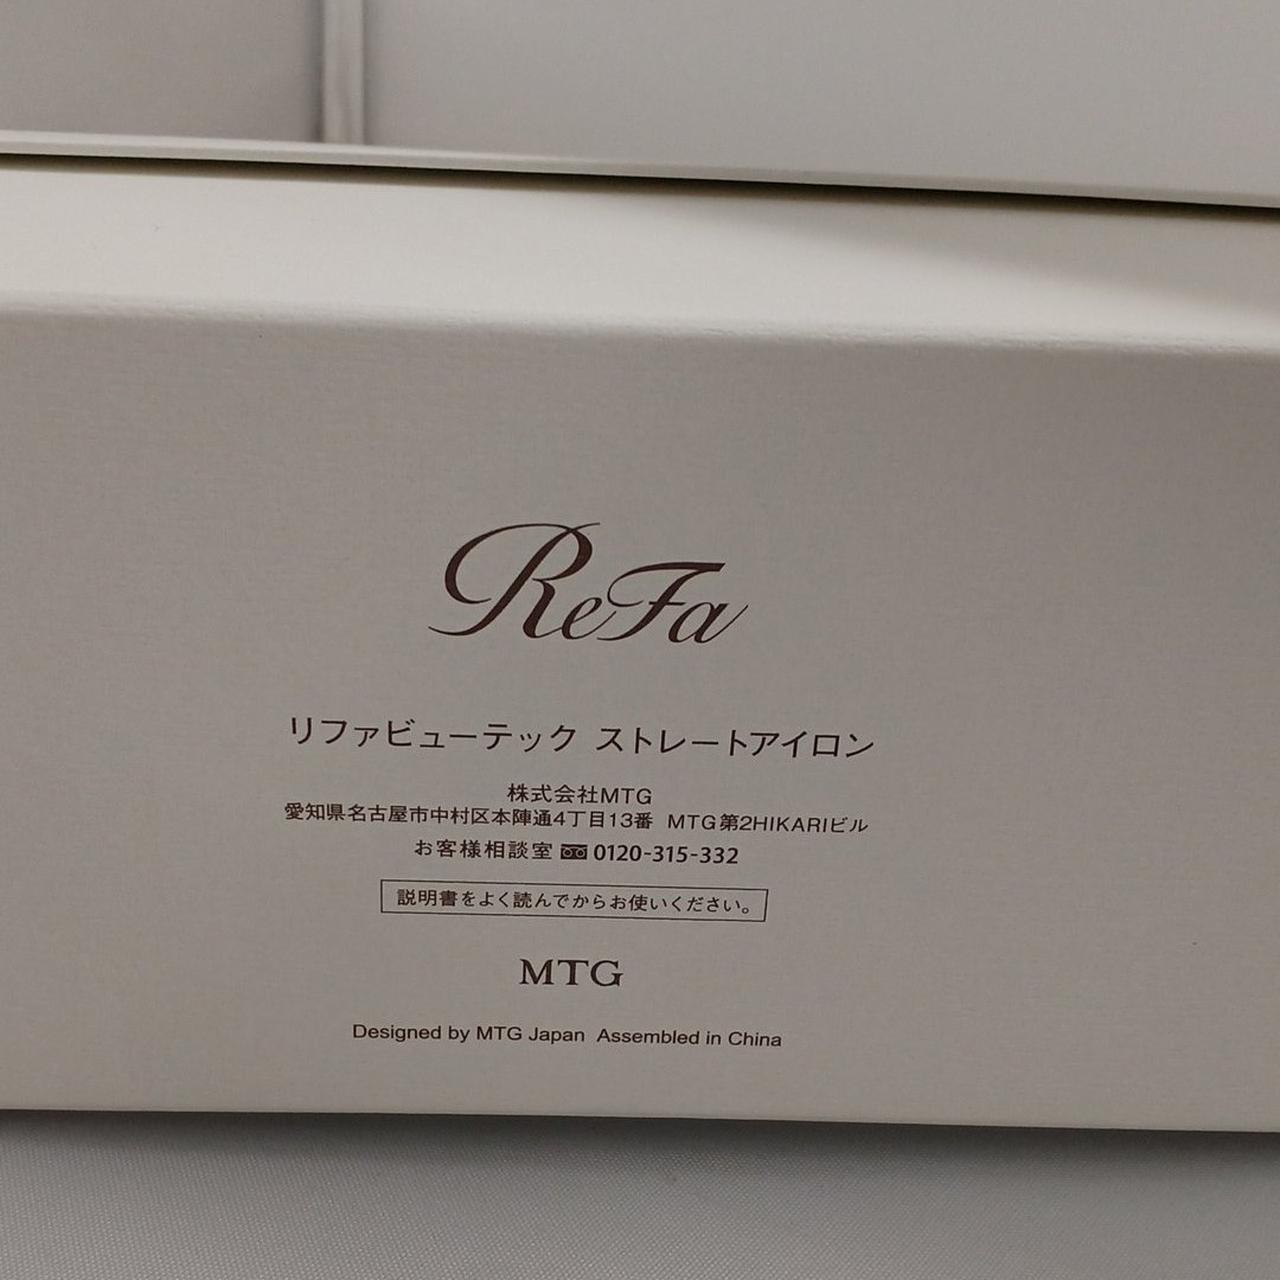 ReFa
リファビューテック ストレートアイロン
株式会社MTG
愛知県名古屋市中村区本陣通4丁目13番 MTG第2HIKARIビル
お客様相談室 0120-315-332
説明書をよく読んでからお使いください。
MTG
Designed by MTG Japan Assembled in China